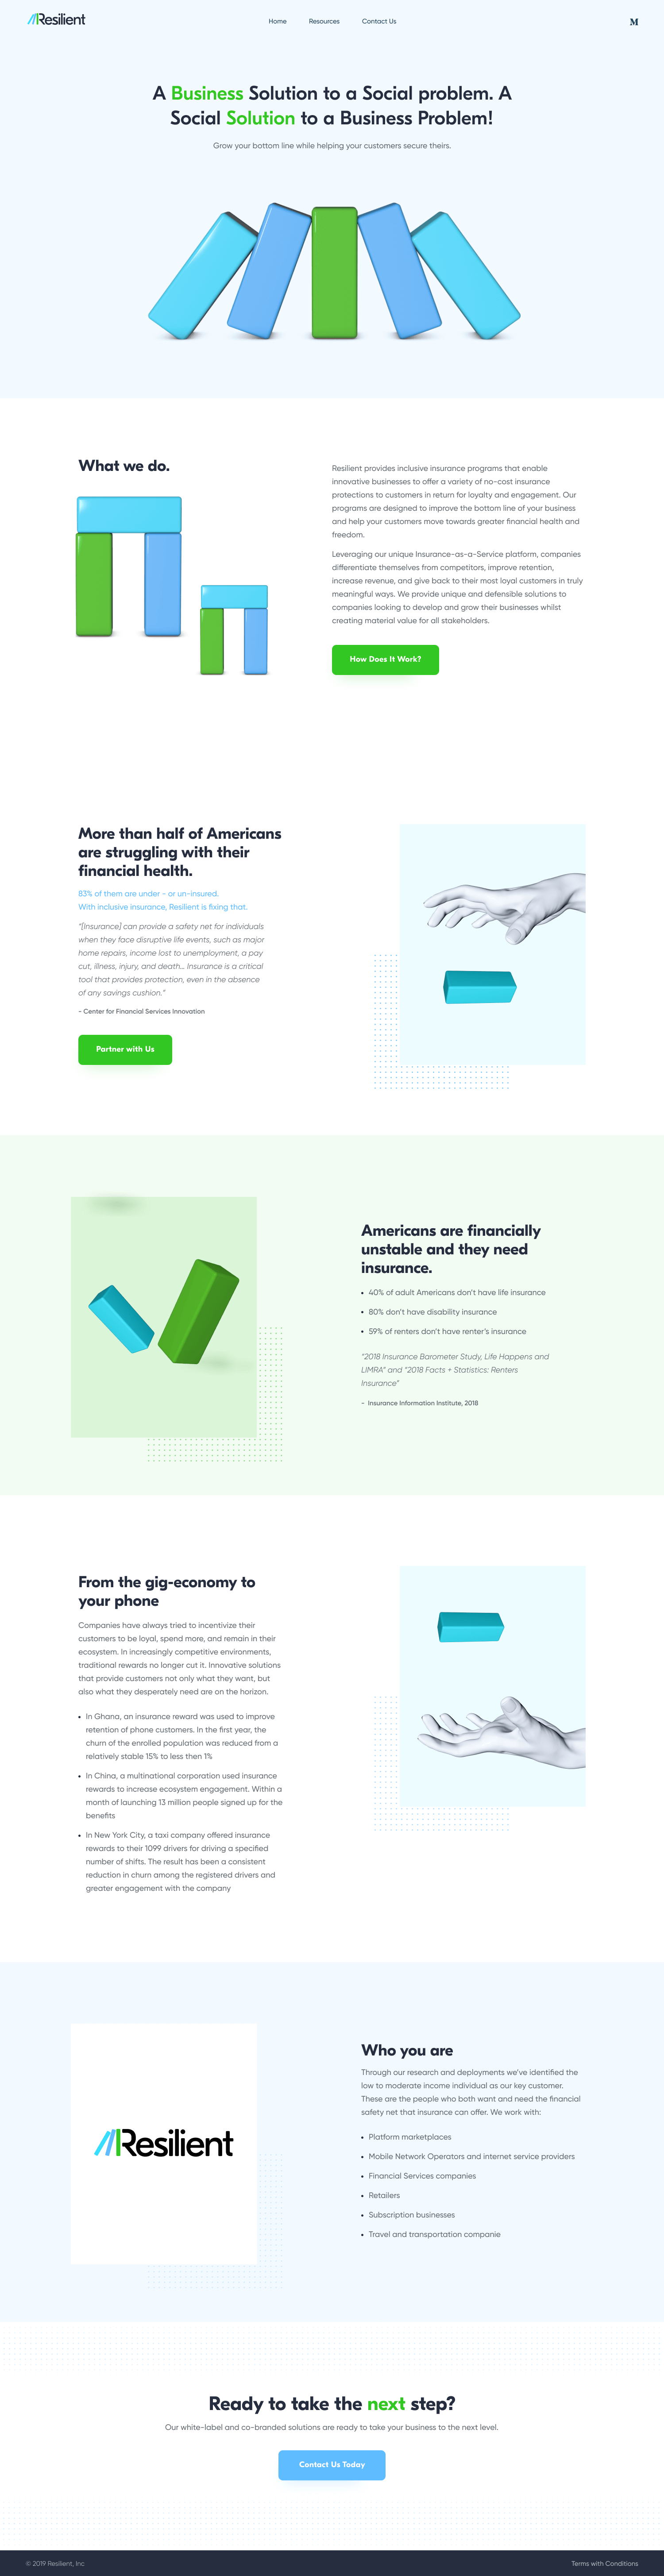 Resilient
Home Resources Contact Us
M
A Business Solution to a Social problem. A
Social Solution to a Business Problem!
Grow your bottom line while helping your customers secure theirs.
What we do.
Resilient provides inclusive insurance programs that enable
innovative businesses to offer a variety of no-cost insurance
protections to customers in return for loyalty and engagement. Our
programs are designed to improve the bottom line of your business
and help your customers move towards greater financial health and
freedom.
Leveraging our unique Insurance-as-a-Service platform, companies
differentiate themselves from competitors, improve retention,
increase revenue, and give back to their most loyal customers in truly
meaningful ways. We provide unique and defensible solutions to
companies looking to develop and grow their businesses whilst
creating material value for all stakeholders.
How Does It Work?
More than half of Americans
are struggling with their
financial health.
83% of them are under - or un-insured.
With inclusive insurance, Resilient is fixing that.
"[Insurance] can provide a safety net for individuals
when they face disruptive life events, such as major
home repairs, income lost to unemployment, a pay
cut, illness, injury, and death... Insurance is a critical
tool that provides protection, even in the absence
of any savings cushion."
- Center for Financial Services Innovation
Partner with Us
Americans are financially
unstable and they need
insurance.
• 40% of adult Americans don't have life insurance
• 80% don't have disability insurance
• 59% of renters don't have renter's insurance
"2018 Insurance Barometer Study, Life Happens and
LIMRA" and "2018 Facts + Statistics: Renters
Insurance"
- Insurance Information Institute, 2018
From the gig-economy to
your phone
Companies have always tried to incentivize their
customers to be loyal, spend more, and remain in their
ecosystem. In increasingly competitive environments,
traditional rewards no longer cut it. Innovative solutions
that provide customers not only what they want, but
also what they desperately need are on the horizon.
• In Ghana, an insurance reward was used to improve
retention of phone customers. In the first year, the
churn of the enrolled population was reduced from a
relatively stable 15% to less then 1%
• In China, a multinational corporation used insurance
rewards to increase ecosystem engagement. Within a
month of launching 13 million people signed up for the
benefits
• In New York City, a taxi company offered insurance
rewards to their 1099 drivers for driving a specified
number of shifts. The result has been a consistent
reduction in churn among the registered drivers and
greater engagement with the company
Resilient
Who you are
Through our research and deployments we've identified the
low to moderate income individual as our key customer.
These are the people who both want and need the financial
safety net that insurance can offer. We work with:
• Platform marketplaces
• Mobile Network Operators and internet service providers
• Financial Services companies
• Retailers
• Subscription businesses
• Travel and transportation companie
Ready to take the next step?
Our white-label and co-branded solutions are ready to take your business to the next level.
Contact Us Today
© 2019 Resilient, Inc
Terms with Conditions